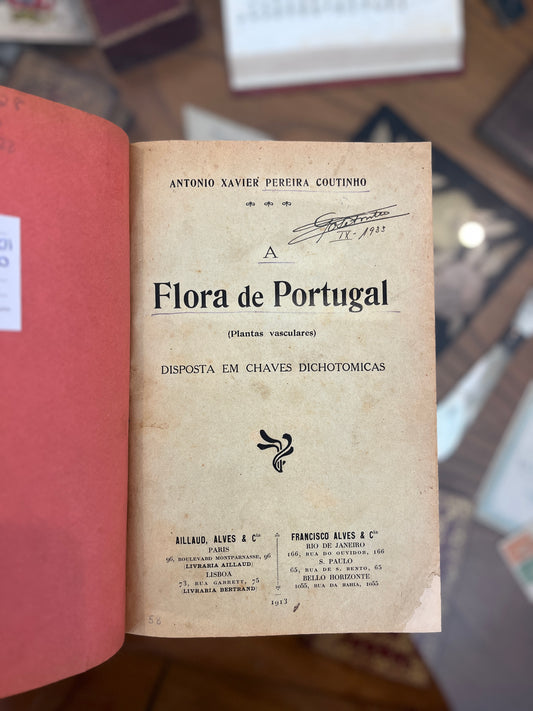 ANTONIO XAVIER PEREIRA COUTINHO
IX-1933
A
Flora de Portugal
(Plantas vasculares)
DISPOSTA EM CHAVES DICHOTOMICAS
AILLAUD, ALVES & Cia
PARIS
96, BOULEVARD MONTPARNASSE, 96
(LIVRARIA AILLAUD)
LISBOA
73, RUA GARRETT, 75
(LIVRARIA BERTRAND)
FRANCISCO ALVES & Cia
RIO DE JANEIRO
166, RUA DO OUVIDOR, 166
S. PAULO
65, RUA DE S. BENTO, 65
BELLO HORIZONTE
1055, RUA DA BAHIA, 1055
1913
58